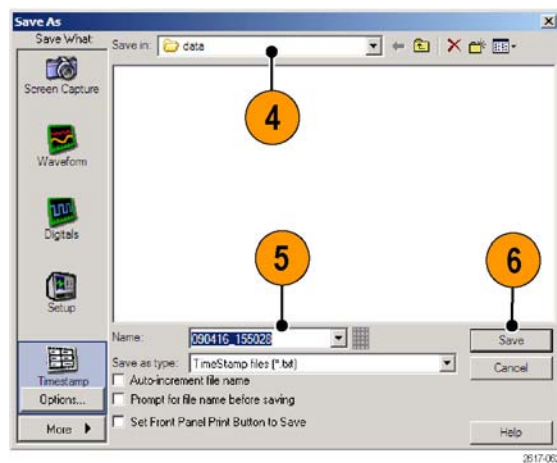 Save As
Save What:
Save in: data
Screen Capture
4
Waveform
Digitals
5
6
Setup
Name: 090416_155028
Save
Save as type: TimeStamp files (*.txt)
Cancel
Timestamp
Auto-increment file name
Options...
Prompt for file name before saving
More
Set Front Panel Print Button to Save
Help